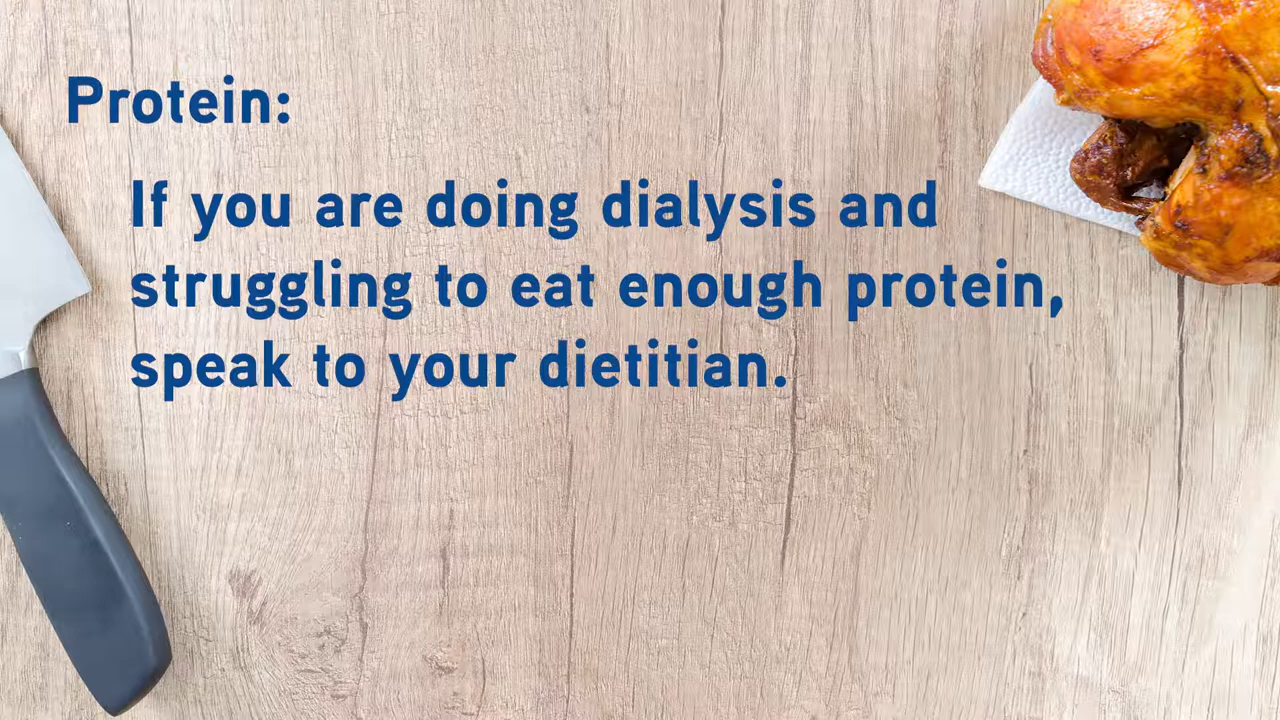 Protein:
If you are doing dialysis and
struggling to eat enough protein,
speak to your dietitian.